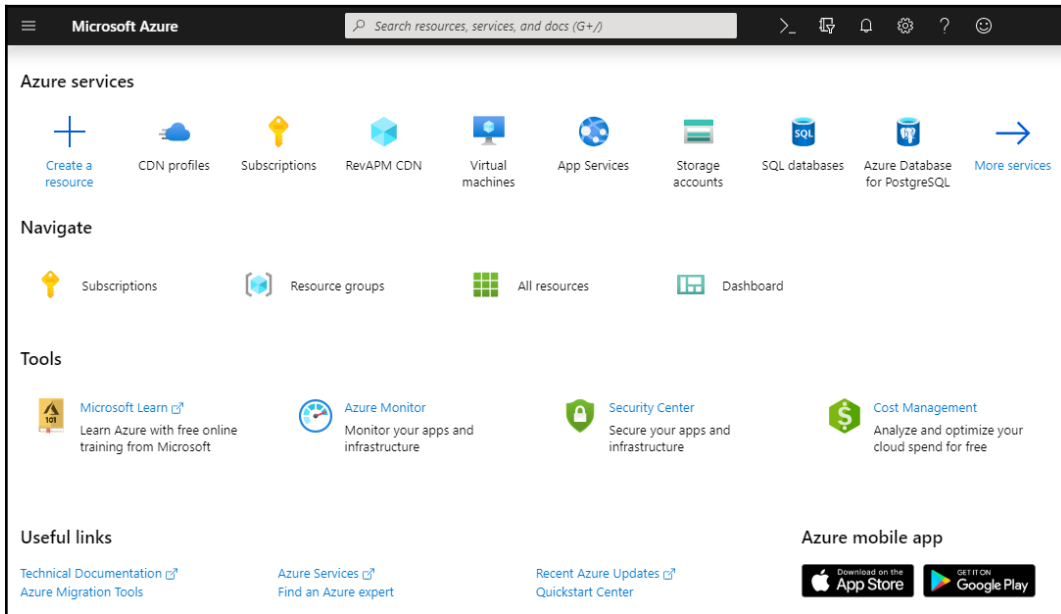 Microsoft Azure
Search resources, services, and docs (G+/)
Azure services
Create a resource
CDN profiles
Subscriptions
RevAPM CDN
Virtual machines
App Services
Storage accounts
SQL
SQL databases
Azure Database for PostgreSQL
More services
Navigate
Subscriptions
Resource groups
All resources
Dashboard
Tools
101
Microsoft Learn
Learn Azure with free online
training from Microsoft
Azure Monitor
Monitor your apps and
infrastructure
Security Center
Secure your apps and
infrastructure
Cost Management
Analyze and optimize your
cloud spend for free
Useful links
Technical Documentation
Azure Services
Recent Azure Updates
Azure Migration Tools
Find an Azure expert
Quickstart Center
Azure mobile app
Download on the
App Store
GET IT ON
Google Play